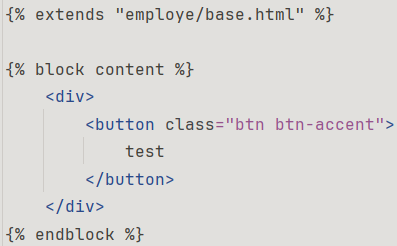 {% extends "employe/base.html" %}
{% block content %}
<div>
<button class="btn btn-accent">
test
</button>
</div>
{% endblock %}